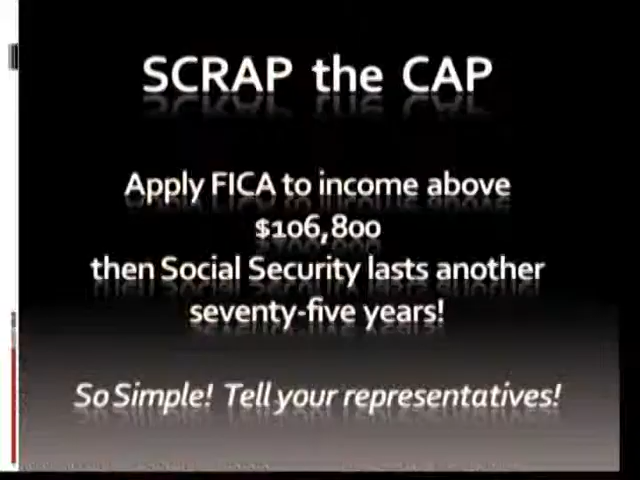 SCRAP the CAP
Apply FICA to income above
$106,800
then Social Security lasts another
seventy-five years!
So Simple! Tell your representatives!